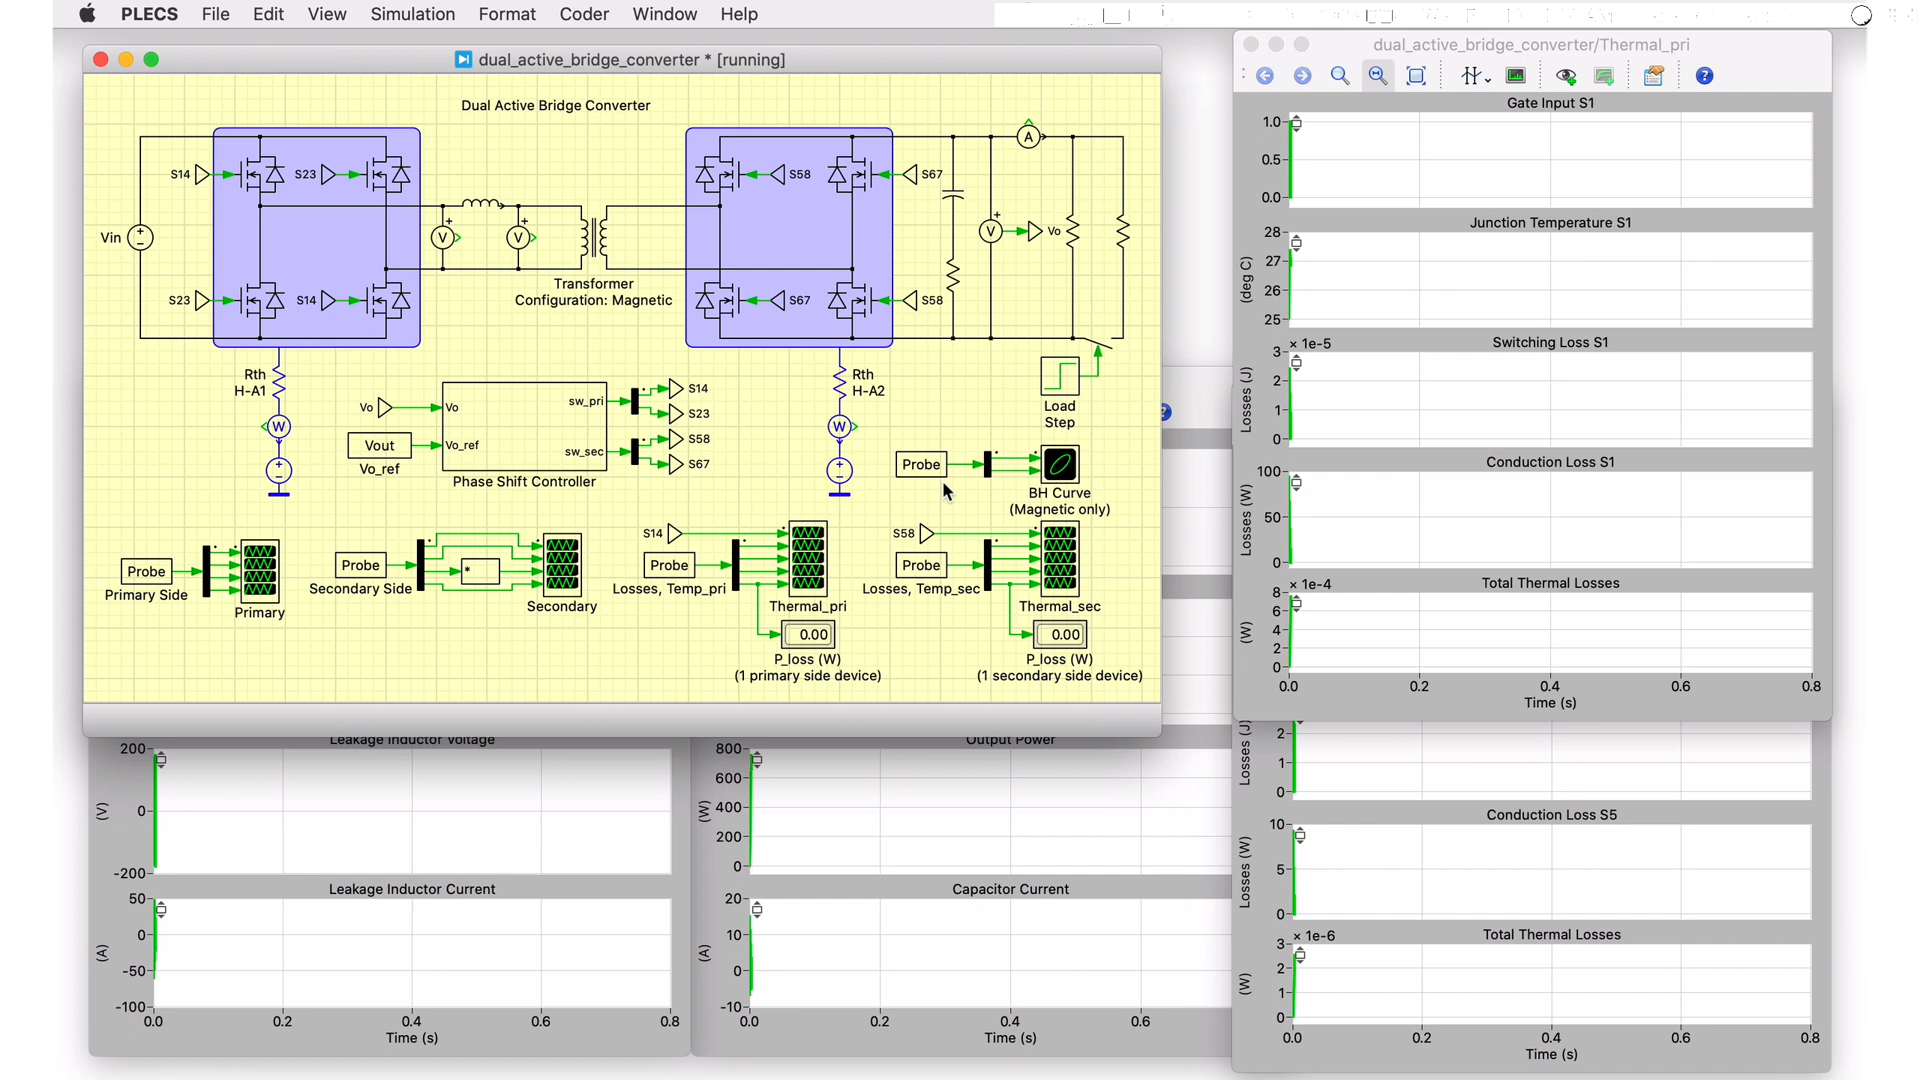 PLECS File Edit View Simulation Format Coder Window Help
dual_active_bridge_converter * [running]
Dual Active Bridge Converter
S14
S23
S58
S67
A
Vin
V
V
V
Vo
S23
S14
S67
S58
Transformer
Configuration: Magnetic
Rth
H-A1
W
Rth
H-A2
W
Vo
Vout
Vo_ref
Vo
Vo_ref
sw_pri
sw_sec
Phase Shift Controller
S14
S23
S58
S67
Load
Step
Probe
BH Curve
(Magnetic only)
Probe
Primary Side
Primary
Probe
Secondary Side
*
Secondary
S14
Probe
Losses, Temp_pri
Thermal_pri
0.00
P_loss (W)
(1 primary side device)
S58
Probe
Losses, Temp_sec
Thermal_sec
0.00
P_loss (W)
(1 secondary side device)
Leakage Inductor Voltage
200
0
-200
(V)
Leakage Inductor Current
50
0
-50
-100
(A)
0.0 0.2 0.4 0.6 0.8
Time (s)
Output Power
800
600
400
200
0
(W)
Capacitor Current
20
10
0
-10
(A)
0.0 0.2 0.4 0.6
Time (s)
dual_active_bridge_converter/Thermal_pri
Gate Input S1
1.0
0.5
0.0
Junction Temperature S1
28
27
26
25
(deg C)
× 1e-5
Switching Loss S1
3
2
1
0
Losses (J)
Conduction Loss S1
100
50
0
Losses (W)
× 1e-4
Total Thermal Losses
8
6
4
2
0
(W)
0.0 0.2 0.4 0.6 0.8
Time (s)
2
1
0
Losses (J)
Conduction Loss S5
10
5
0
Losses (W)
× 1e-6
Total Thermal Losses
3
2
1
0
(W)
0.0 0.2 0.4 0.6 0.8
Time (s)